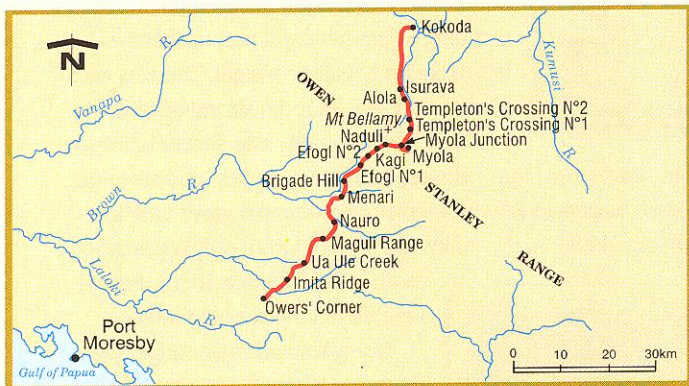 N
Kokoda
Vanapa R
Kumusi R
OWEN
Isurava
Alola
Templeton's Crossing N°2
Mt Bellamy
Templeton's Crossing N°1
Naduli
Myola Junction
Efogl N°2
Kagi
Myola
Efogl N°1
Brigade Hill
STANLEY
Menari
Brown R
Nauro
Maguli Range
RANGE
Ua Ule Creek
Laloki R
Imita Ridge
Owers' Corner
Port
Moresby
Gulf of Papua
0 10 20 30km